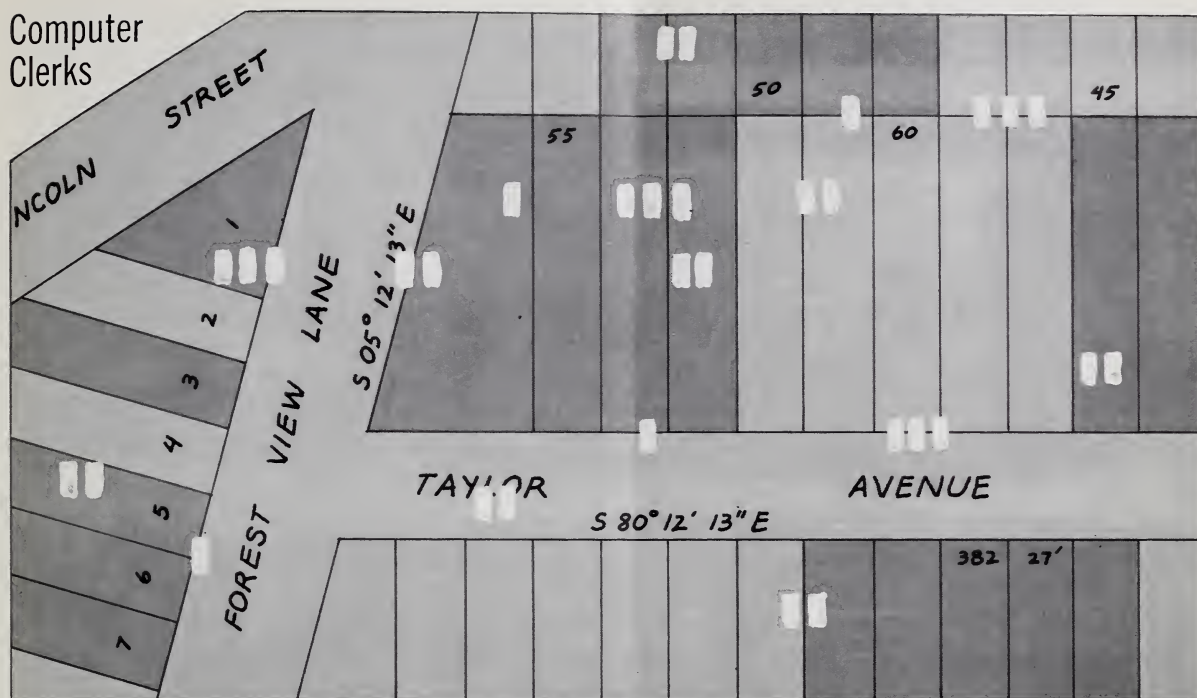 Computer
Clerks
NCOLN STREET
50
45
55
60
1
2
3
4
5
6
7
FOREST VIEW LANE
S 05° 12' 13" E
TAYLOR AVENUE
S 80° 12' 13" E
382 27'